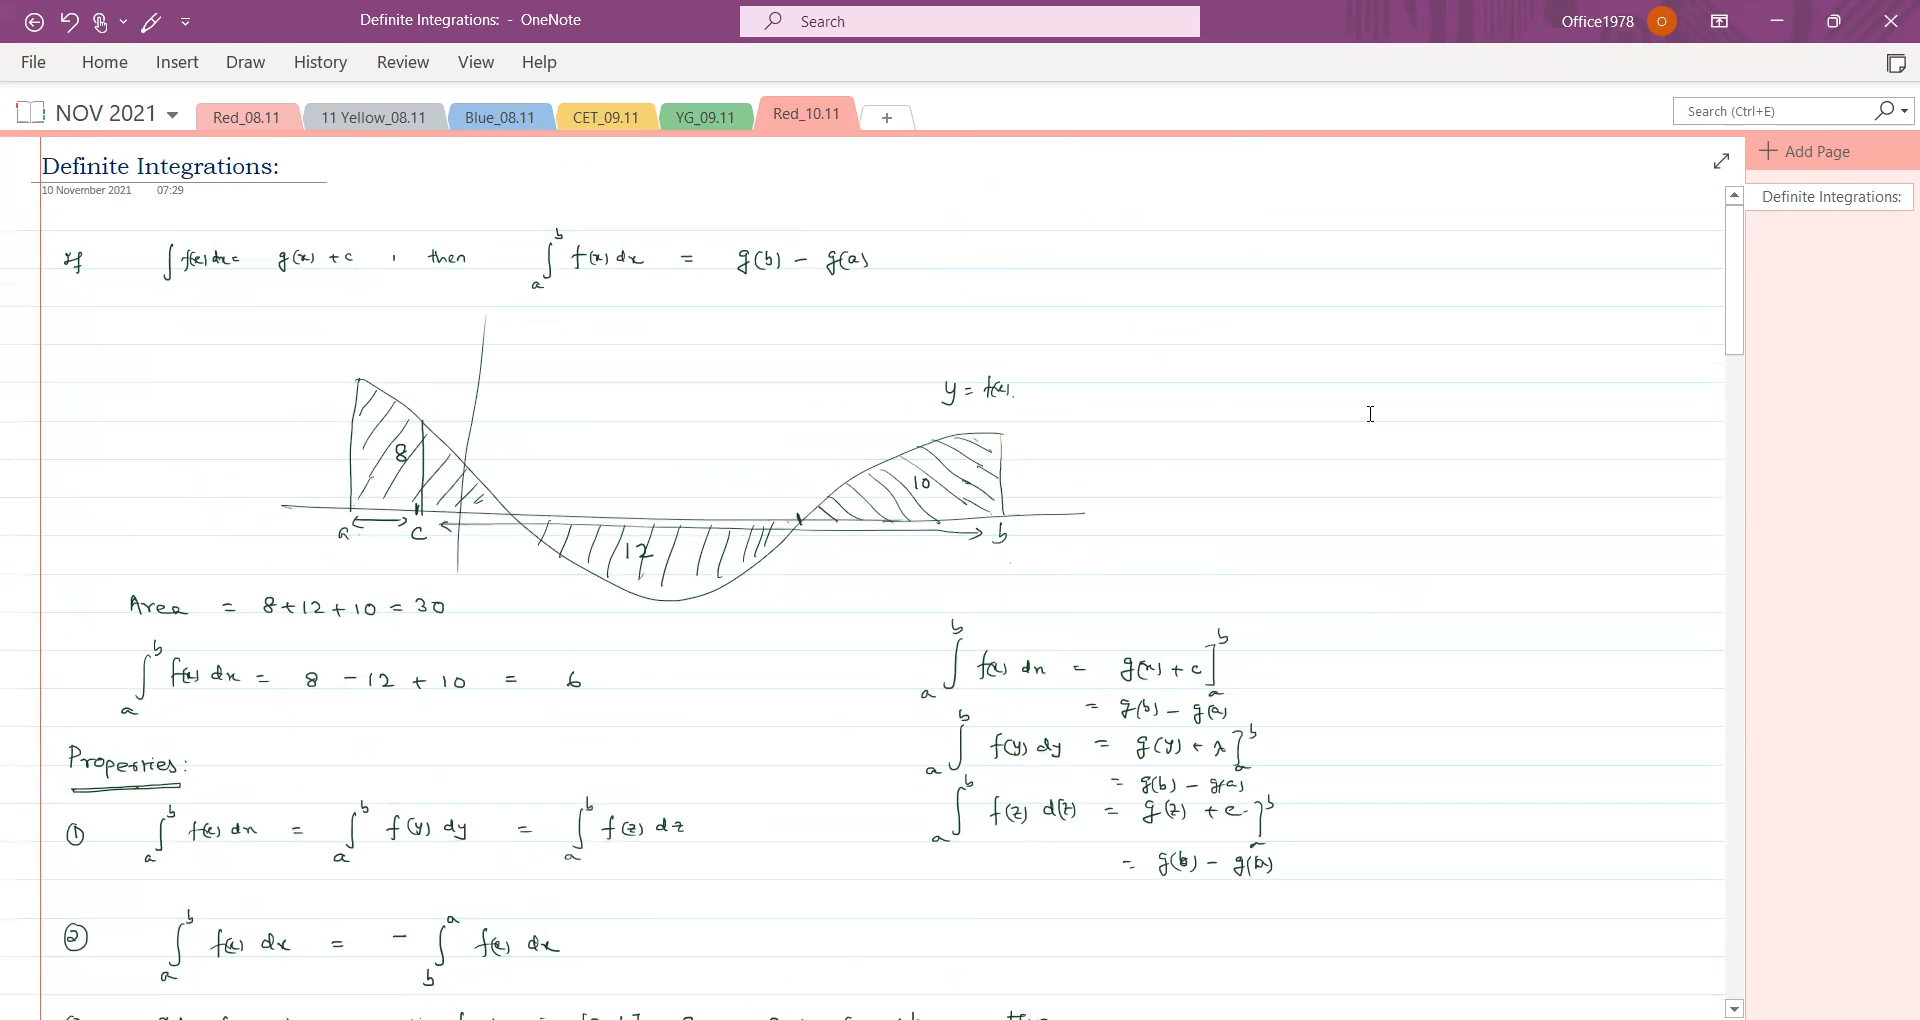 Definite Integrations: - OneNote
Search
Office1978
O
File Home Insert Draw History Review View Help
NOV 2021
Red_08.11
11 Yellow_08.11
Blue_08.11
CET_09.11
YG_09.11
Red_10.11
+
Search (Ctrl+E)
Add Page
Definite Integrations:
Definite Integrations:
10 November 2021 07:29
If ∫ f(x) dx = g(x) + c , then ∫_a^b f(x) dx = g(b) - g(a)
y = f(x).
8
10
12
a c b
Area = 8+12+10 = 30
∫_a^b f(x) dx = 8 - 12 + 10 = 6
∫_a^b f(x) dx = g(x) + c ]_a^b
= g(b) - g(a)
∫_a^b f(y) dy = g(y) + λ ]_a^b
= g(b) - g(a)
∫_a^b f(z) d(z) = g(z) + c ]_a^b
= g(b) - g(a)
Properties:
① ∫_a^b f(x) dx = ∫_a^b f(y) dy = ∫_a^b f(z) dz
② ∫_a^b f(x) dx = - ∫_b^a f(x) dx